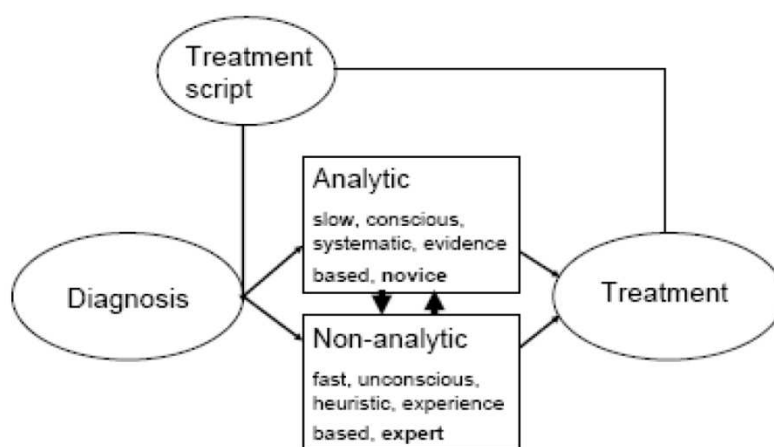 Treatment
script
Analytic
slow, conscious,
systematic, evidence
based, novice
Diagnosis
Treatment
Non-analytic
fast, unconscious,
heuristic, experience
based, expert